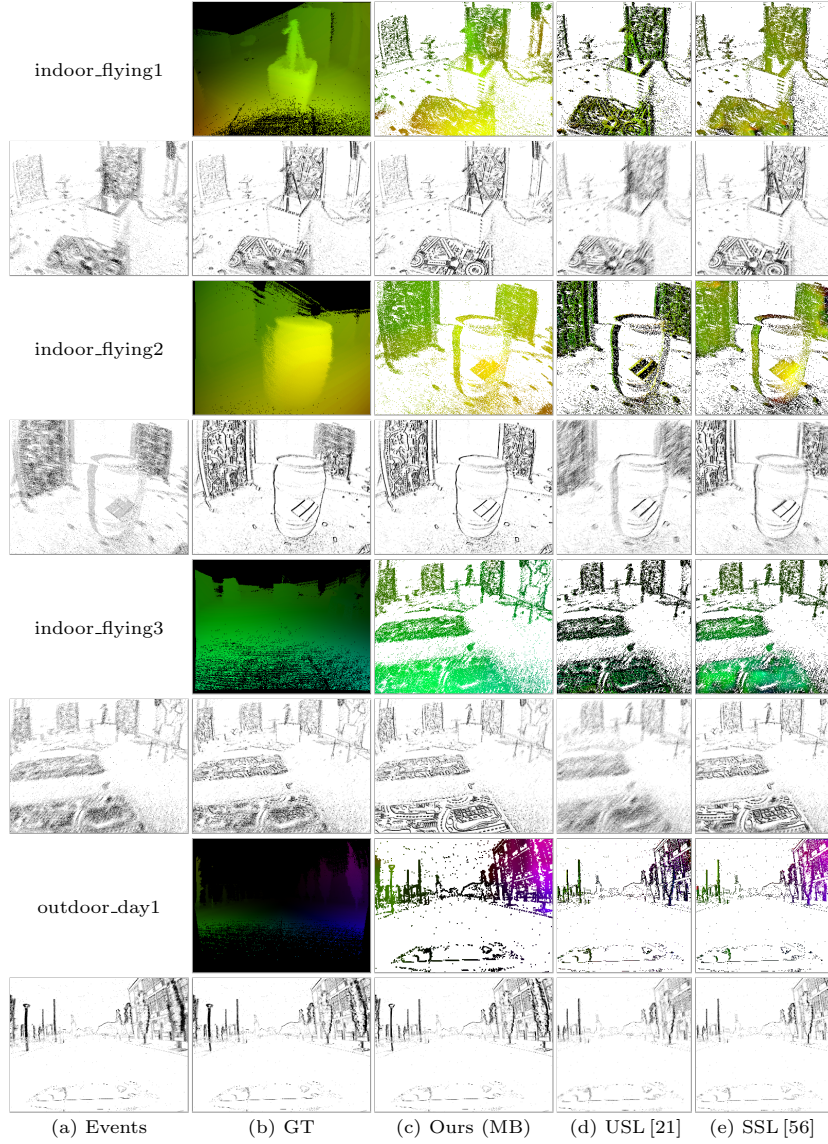 indoor_flying1
indoor_flying2
indoor_flying3
outdoor_day1
(a) Events (b) GT (c) Ours (MB) (d) USL [21] (e) SSL [56]